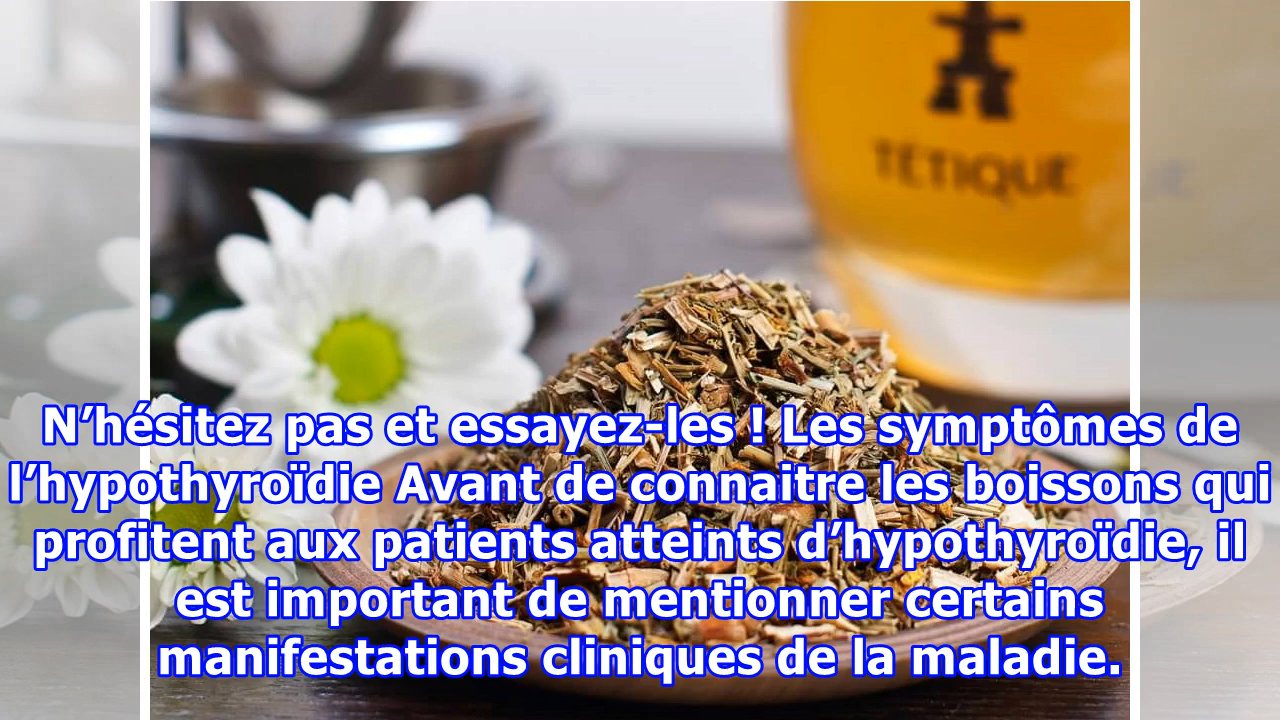 TĒTIQUE
N’hésitez pas et essayez-les ! Les symptômes de
l’hypothyroïdie Avant de connaitre les boissons qui
profitent aux patients atteints d’hypothyroïdie, il
est important de mentionner certains
manifestations cliniques de la maladie.